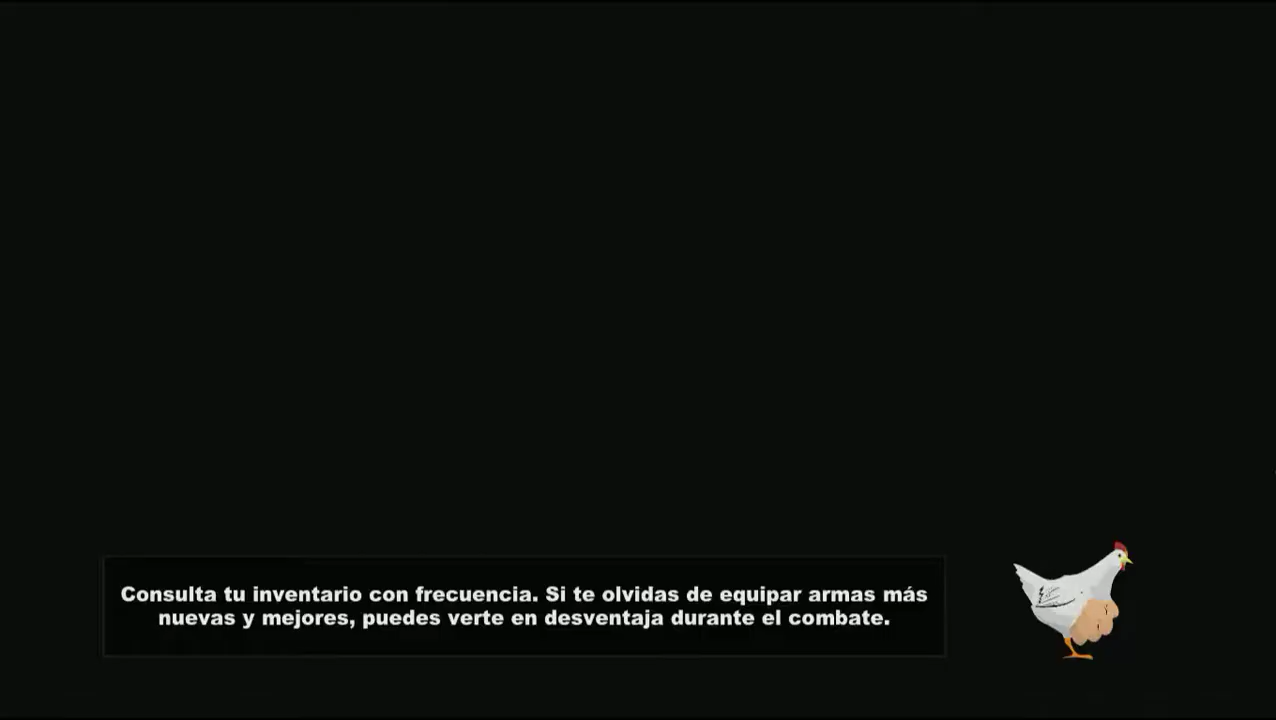 Consulta tu inventario con frecuencia. Si te olvidas de equipar armas más
nuevas y mejores, puedes verte en desventaja durante el combate.